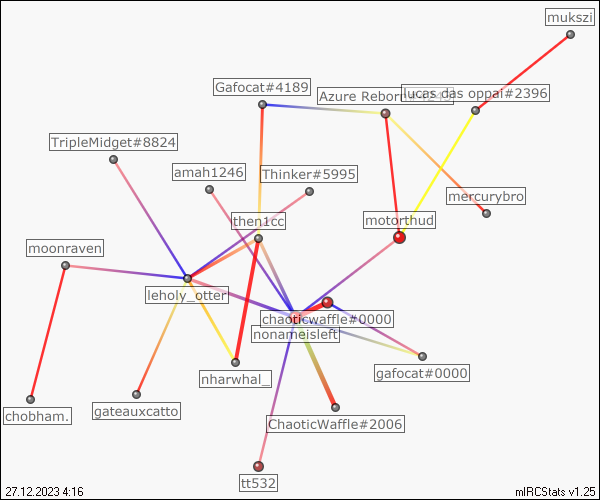 mukszi
Gafocat#4189
Azure Reborn
lucas das oppai#2396
TripleMidget#8824
amah1246
Thinker#5995
mercurybro
then1cc
motorthud
moonraven
leholy_otter
chaoticwaffle#0000
nonameisleft
nharwhal_
gafocat#0000
chobham.
gateauxcatto
ChaoticWaffle#2006
tt532
27.12.2023 4:16
mIRCStats v1.25